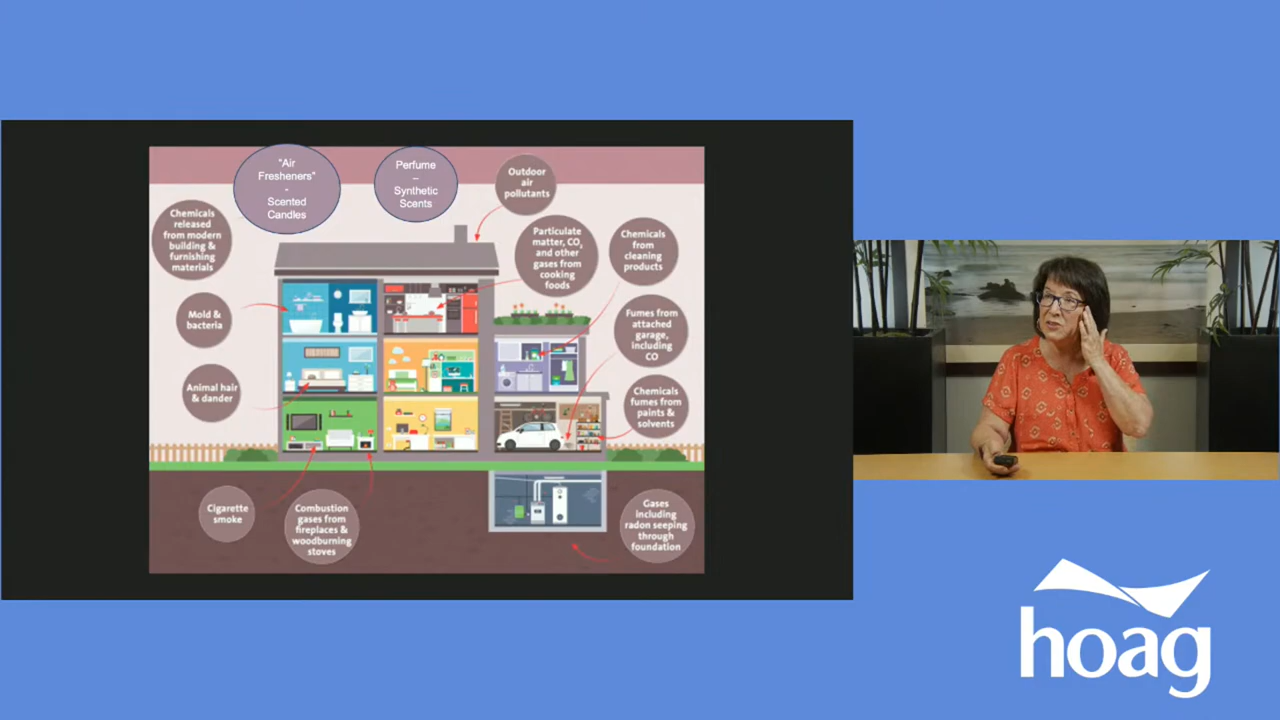 "Air
Fresheners"
-
Scented
Candles
Perfume
–
Synthetic
Scents
Outdoor
air
pollutants
Chemicals
released
from modern
building &
furnishing
materials
Particulate
matter, CO,
and other
gases from
cooking
foods
Chemicals
from
cleaning
products
Mold &
bacteria
Fumes from
attached
garage,
including
CO
Animal hair
& dander
Chemicals
fumes from
paints &
solvents
Cigarette
smoke
Combustion
gases from
fireplaces &
woodburning
stoves
Gases
including
radon seeping
through
foundation
hoag